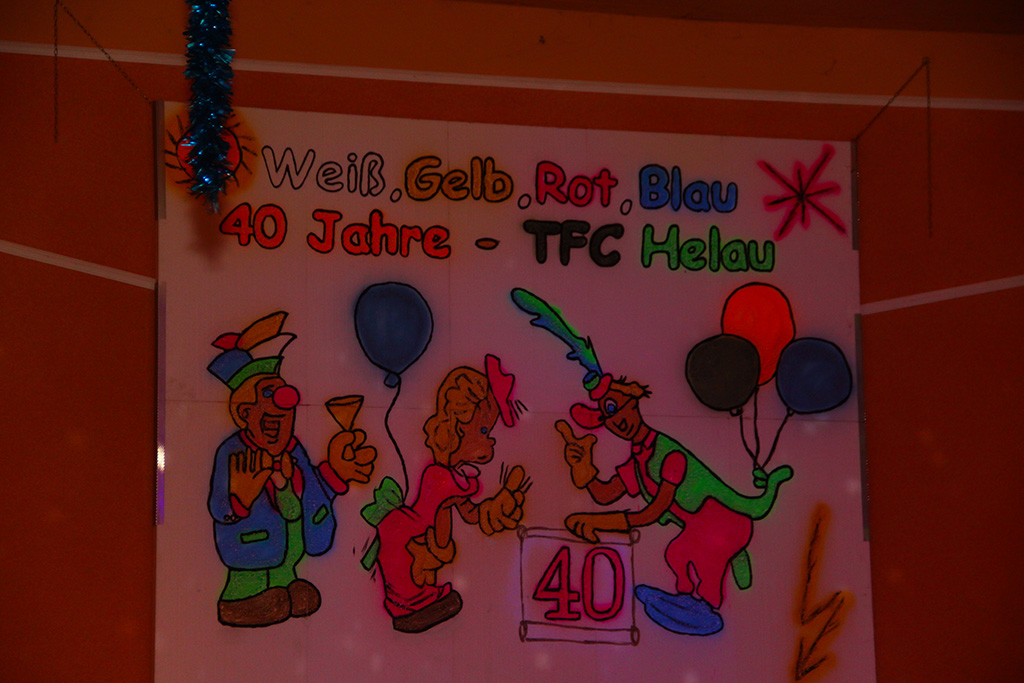 Weiß, Gelb, Rot, Blau
40 Jahre - TFC Helau
40